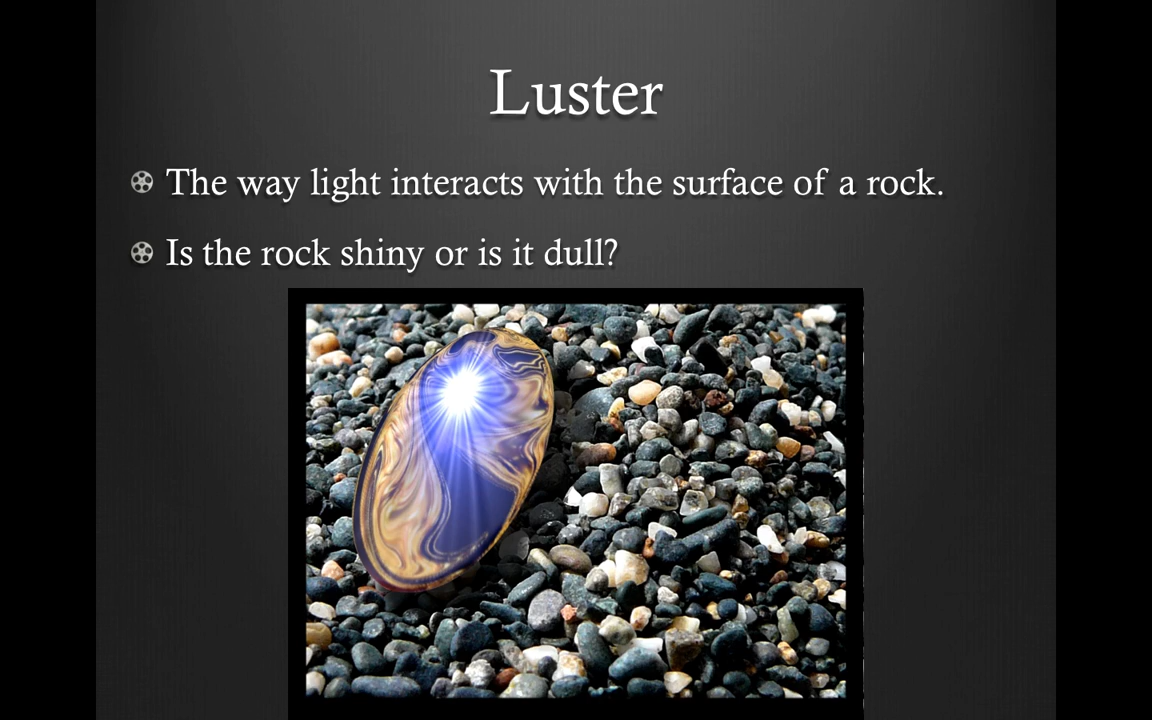 Luster
The way light interacts with the surface of a rock.
Is the rock shiny or is it dull?